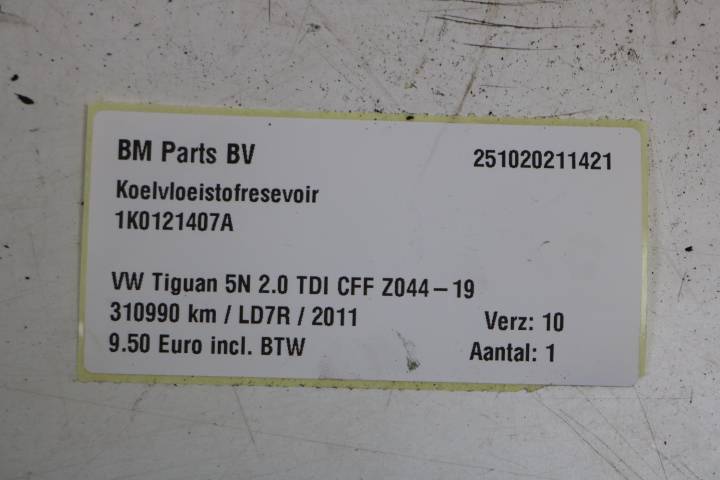 BM Parts BV 251020211421
Koelvloeistofresevoir
1K0121407A
VW Tiguan 5N 2.0 TDI CFF Z044-19
310990 km / LD7R / 2011 Verz: 10
9.50 Euro incl. BTW Aantal: 1